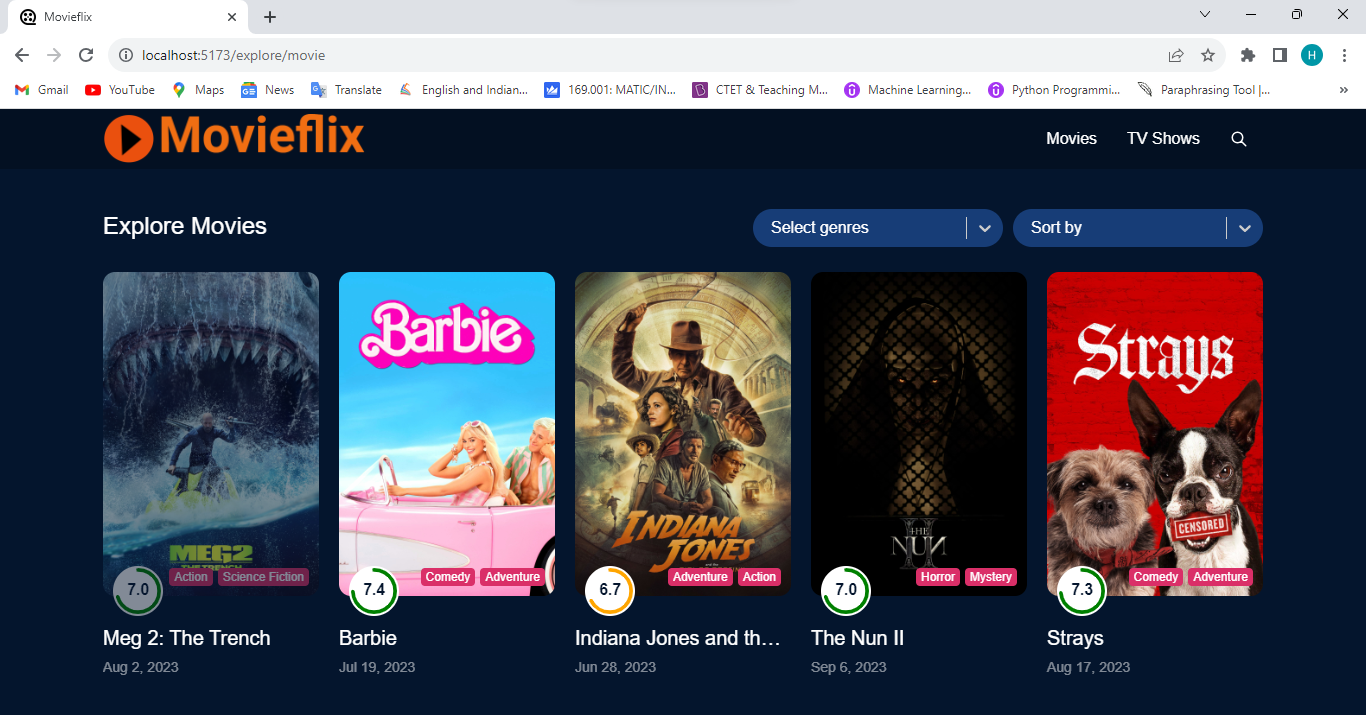 Movieflix
localhost:5173/explore/movie
H
Gmail YouTube Maps News Translate English and Indian... 169.001: MATIC/IN... CTET & Teaching M... Machine Learning... Python Programmi... Paraphrasing Tool |... »
Movieflix Movies TV Shows
Explore Movies Select genres Sort by
MEG2
THE TRENCH
Action Science Fiction
7.0
Meg 2: The Trench
Aug 2, 2023
Barbie
Comedy Adventure
7.4
Barbie
Jul 19, 2023
INDIANA
JONES
Adventure Action
6.7
Indiana Jones and th...
Jun 28, 2023
THE
NUN
II
Horror Mystery
7.0
The Nun II
Sep 6, 2023
Strays
CENSORED
Comedy Adventure
7.3
Strays
Aug 17, 2023